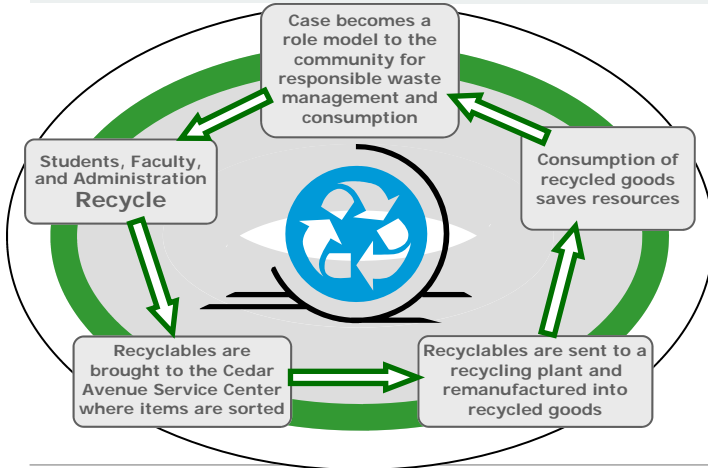 Case becomes a
role model to the
community for
responsible waste
management and
consumption
Students, Faculty,
and Administration
Recycle
Recyclables are
brought to the Cedar
Avenue Service Center
where items are sorted
Recyclables are sent to a
recycling plant and
remanufactured into
recycled goods
Consumption of
recycled goods
saves resources